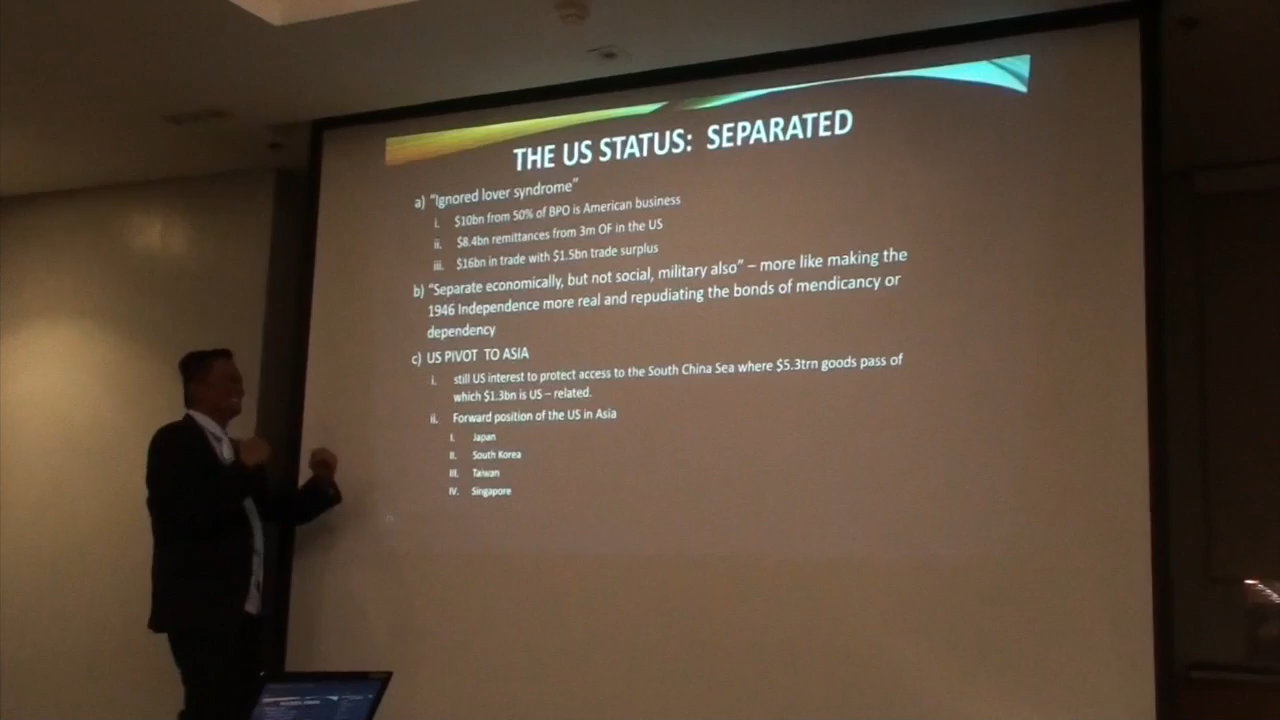 THE US STATUS: SEPARATED
a) "Ignored lover syndrome"
i. $10bn from 50% of BPO is American business
ii. $8.4bn remittances from 3m OF in the US
iii. $16bn in trade with $1.5bn trade surplus
b) "Separate economically, but not social, military also" – more like making the
1946 Independence more real and repudiating the bonds of mendicancy or
dependency
c) US PIVOT TO ASIA
i. still US interest to protect access to the South China Sea where $5.3trn goods pass of
which $1.3bn is US – related.
ii. Forward position of the US in Asia
I. Japan
II. South Korea
III. Taiwan
IV. Singapore